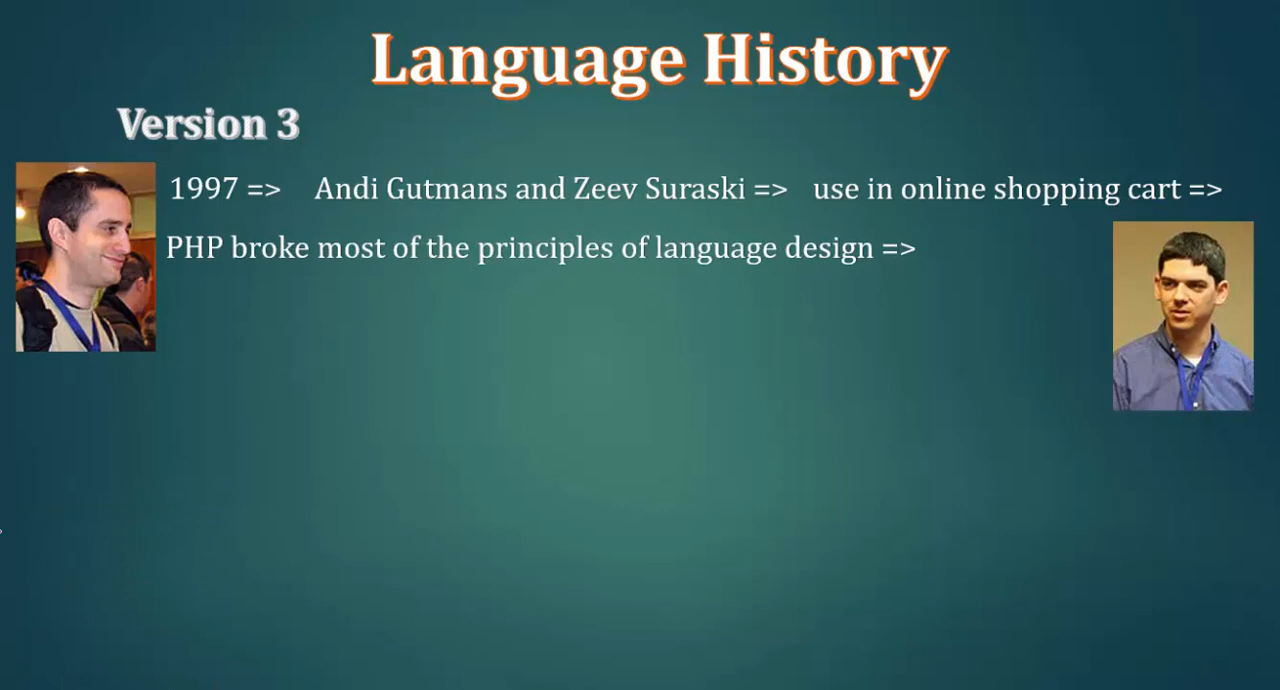 Language History
Version 3
1997 => Andi Gutmans and Zeev Suraski => use in online shopping cart =>
PHP broke most of the principles of language design =>